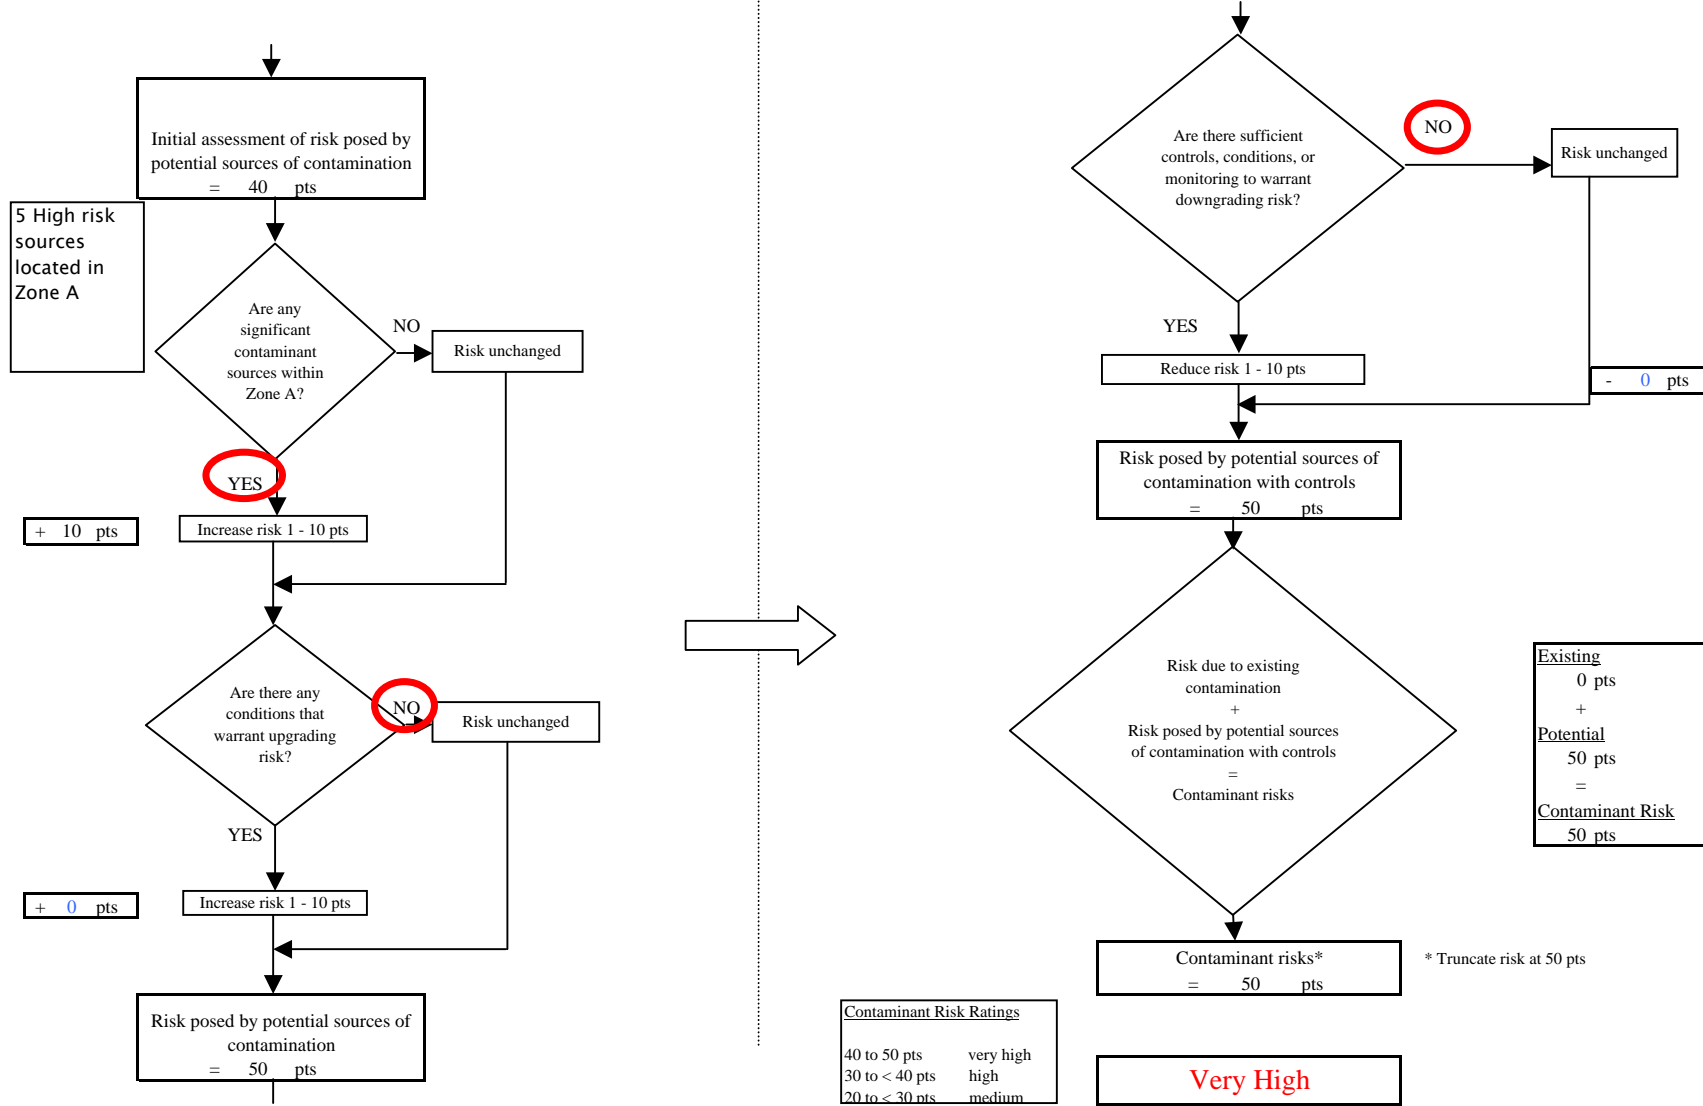 Initial assessment of risk posed by
potential sources of contamination
= 40 pts
5 High risk
sources
located in
Zone A
Are any
significant
contaminant
sources within
Zone A?
NO
Risk unchanged
YES
+ 10 pts
Increase risk 1 - 10 pts
Are there any
conditions that
warrant upgrading
risk?
NO
Risk unchanged
YES
+ 0 pts
Increase risk 1 - 10 pts
Risk posed by potential sources of
contamination
= 50 pts
Are there sufficient
controls, conditions, or
monitoring to warrant
downgrading risk?
NO
Risk unchanged
YES
Reduce risk 1 - 10 pts
- 0 pts
Risk posed by potential sources of
contamination with controls
= 50 pts
Risk due to existing
contamination
+
Risk posed by potential sources
of contamination with controls
=
Contaminant risks
Existing
0 pts
+
Potential
50 pts
=
Contaminant Risk
50 pts
Contaminant risks*
= 50 pts
* Truncate risk at 50 pts
Contaminant Risk Ratings
40 to 50 pts very high
30 to < 40 pts high
20 to < 30 pts medium
Very High